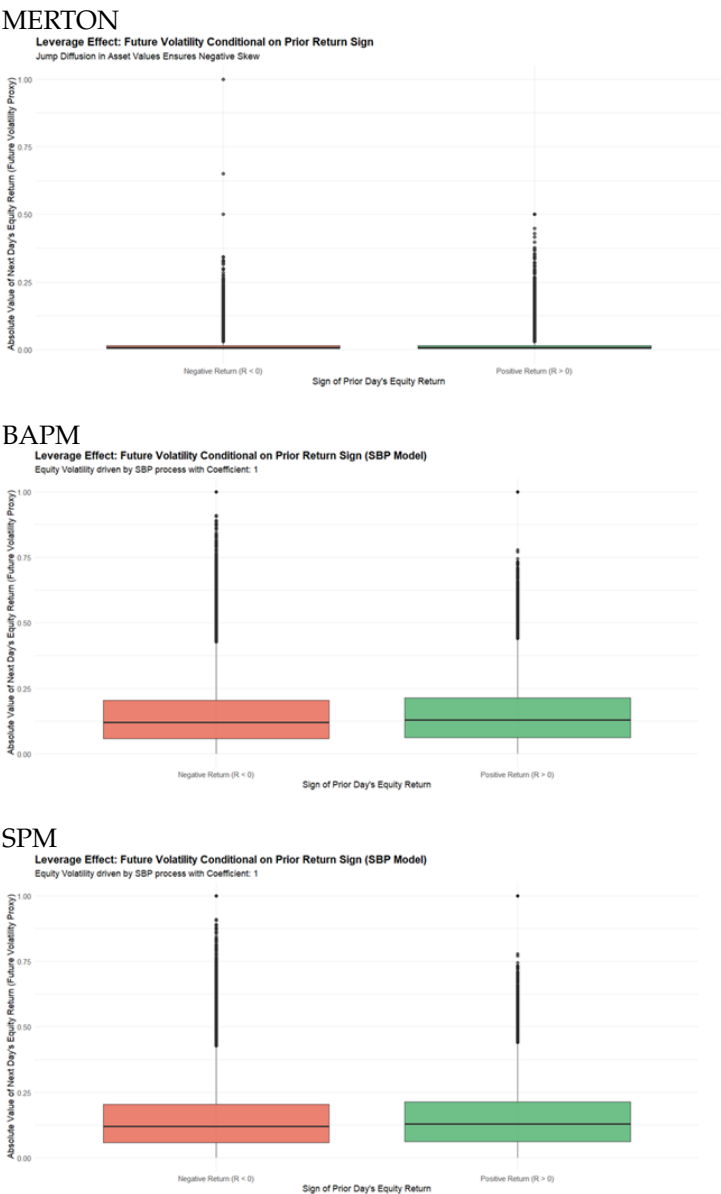 MERTON
Leverage Effect: Future Volatility Conditional on Prior Return Sign
Jump Diffusion in Asset Values Ensures Negative Skew
Absolute Value of Next Day's Equity Return (Future Volatility Proxy)
1.00
0.75
0.50
0.25
0.00
Negative Return (R < 0)
Positive Return (R > 0)
Sign of Prior Day's Equity Return
BAPM
Leverage Effect: Future Volatility Conditional on Prior Return Sign (SBP Model)
Equity Volatility driven by SBP process with Coefficient: 1
Absolute Value of Next Day's Equity Return (Future Volatility Proxy)
1.00
0.75
0.50
0.25
0.00
Negative Return (R < 0)
Positive Return (R > 0)
Sign of Prior Day's Equity Return
SPM
Leverage Effect: Future Volatility Conditional on Prior Return Sign (SBP Model)
Equity Volatility driven by SBP process with Coefficient: 1
Absolute Value of Next Day's Equity Return (Future Volatility Proxy)
1.00
0.75
0.50
0.25
0.00
Negative Return (R < 0)
Positive Return (R > 0)
Sign of Prior Day's Equity Return